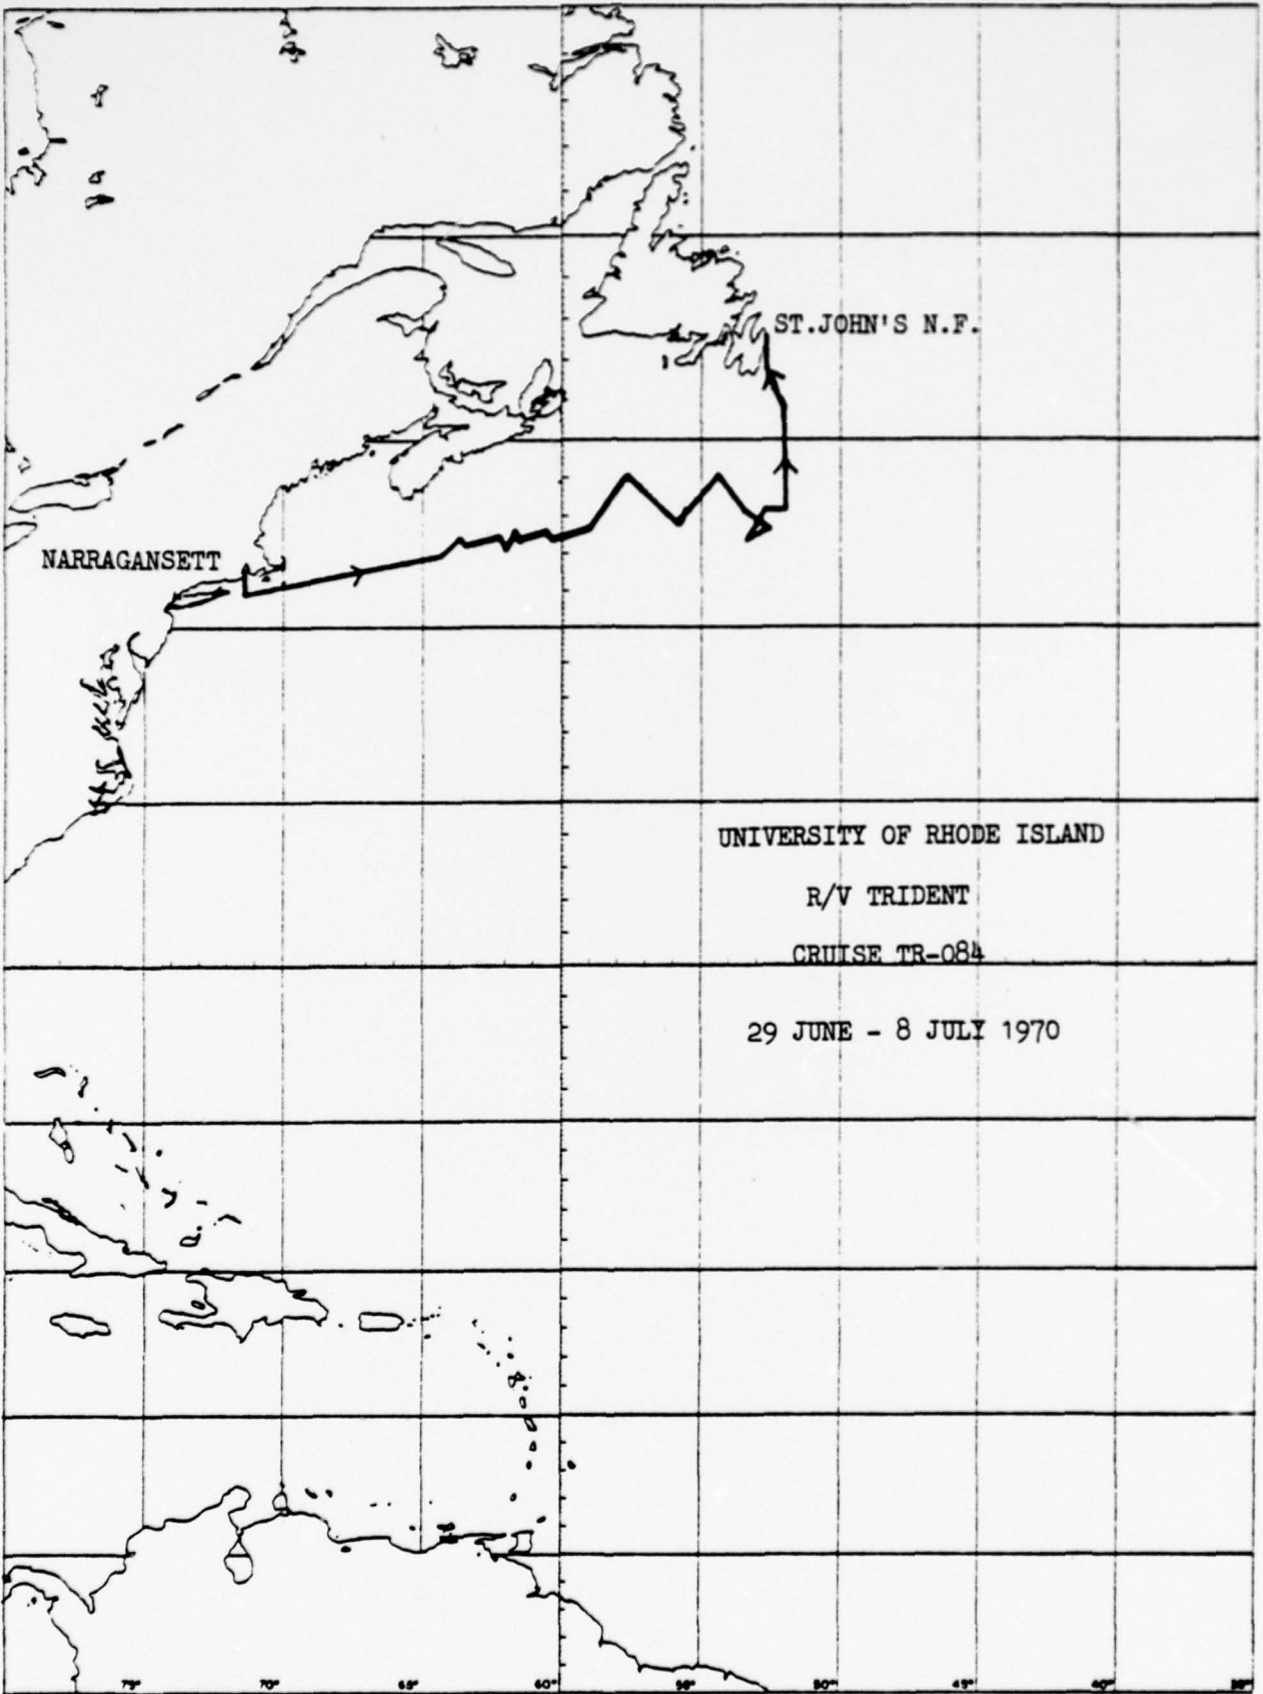 ST.JOHN'S N.F.
NARRAGANSETT
UNIVERSITY OF RHODE ISLAND
R/V TRIDENT
CRUISE TR-084
29 JUNE - 8 JULY 1970
75° 70° 65° 60° 55° 50° 45° 40° 35°